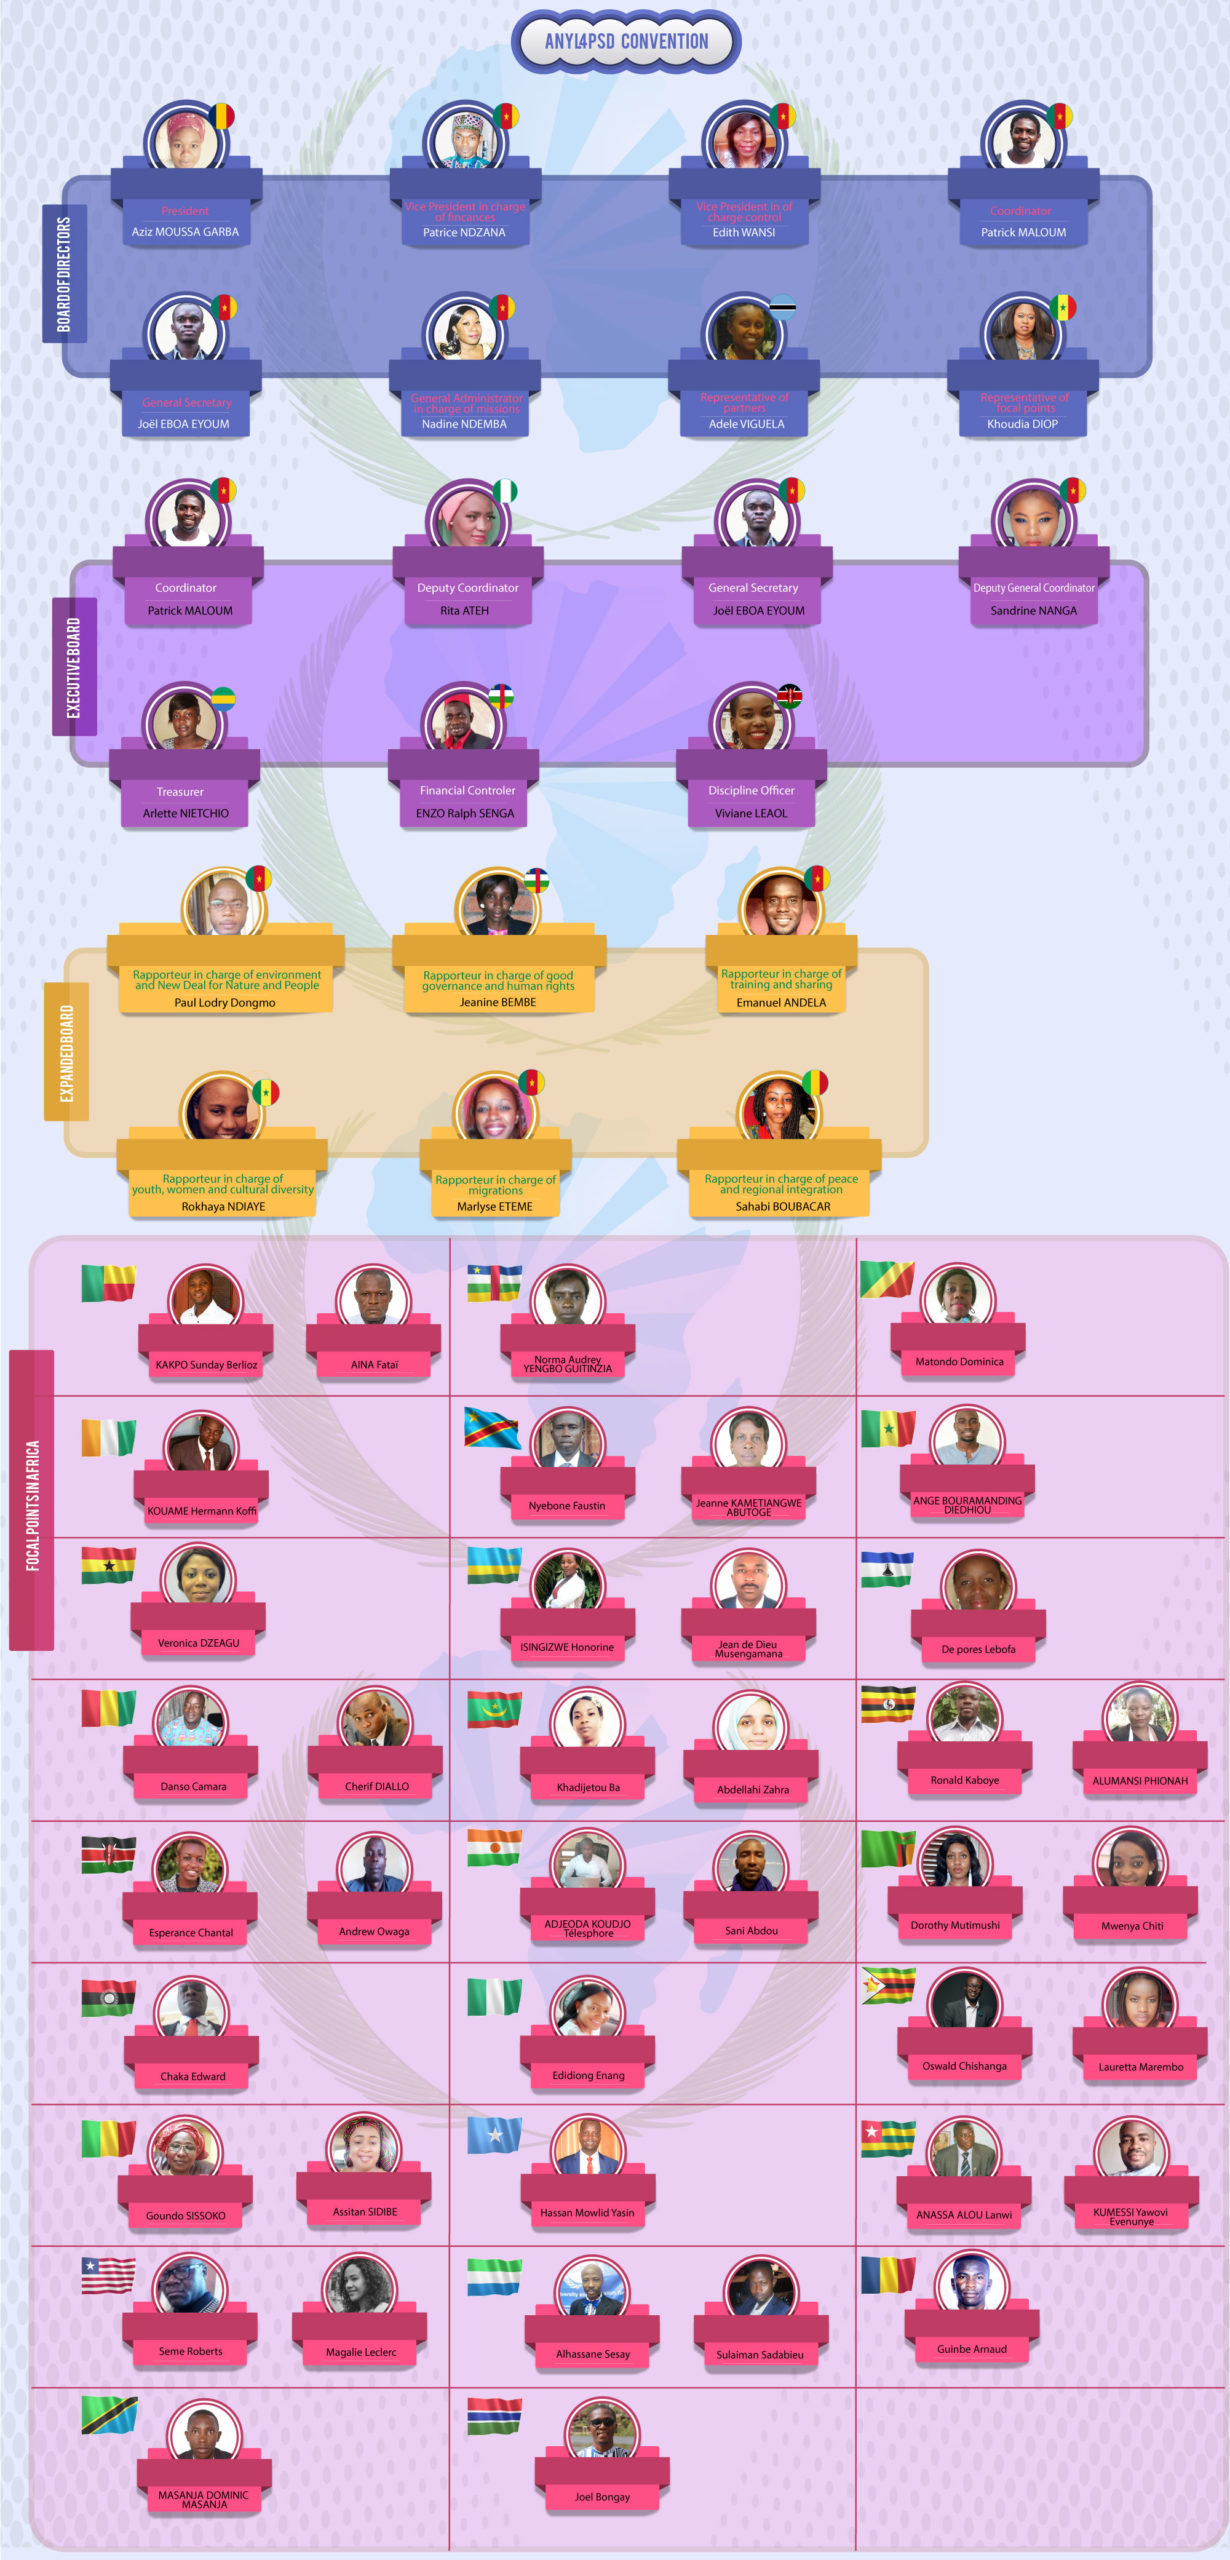 ANYL4PSD CONVENTION
BOARD OF DIRECTORS
President
Aziz MOUSSA GARBA
Vice President in charge
of fincances
Patrice NDZANA
Vice President in of
charge control
Edith WANSI
Coordinator
Patrick MALOUM
General Secretary
Joël EBOA EYOUM
General Administrator
in charge of missions
Nadine NDEMBA
Representative of
partners
Adele VIGUELA
Representative of
focal points
Khoudia DIOP
EXECUTIVE BOARD
Coordinator
Patrick MALOUM
Deputy Coordinator
Rita ATEH
General Secretary
Joël EBOA EYOUM
Deputy General Coordinator
Sandrine NANGA
Treasurer
Arlette NIETCHIO
Financial Controler
ENZO Ralph SENGA
Discipline Officer
Viviane LEAOL
EXPANDED BOARD
Rapporteur in charge of environment
and New Deal for Nature and People
Paul Lodry Dongmo
Rapporteur in charge of good
governance and human rights
Jeanine BEMBE
Rapporteur in charge of
training and sharing
Emanuel ANDELA
Rapporteur in charge of
youth, women and cultural diversity
Rokhaya NDIAYE
Rapporteur in charge of
migrations
Marlyse ETEME
Rapporteur in charge of peace
and regional integration
Sahabi BOUBACAR
FOCAL POINTS IN AFRICA
KAKPO Sunday Berlioz
AINA Fataï
Norma Audrey
YENGBO GUITINZIA
Matondo Dominica
KOUAME Hermann Koffi
Nyebone Faustin
Jeanne KAMETIANGWE
ABUTOGE
ANGE BOURAMANDING
DIEDHIOU
Veronica DZEAGU
ISINGIZWE Honorine
Jean de Dieu
Musengamana
De pores Lebofa
Danso Camara
Cherif DIALLO
Khadijetou Ba
Abdellahi Zahra
Ronald Kaboye
ALUMANSI PHIONAH
Esperance Chantal
Andrew Owaga
ADJEODA KOUDJO
Télesphore
Sani Abdou
Dorothy Mutimushi
Mwenya Chiti
Chaka Edward
Edidiong Enang
Oswald Chishanga
Lauretta Marembo
Goundo SISSOKO
Assitan SIDIBE
Hassan Mowlid Yasin
ANASSA ALOU Lanwi
KUMESSI Yawovi
Evenunye
Seme Roberts
Magalie Leclerc
Alhassane Sesay
Sulaiman Sadabieu
Guinbe Arnaud
MASANJA DOMINIC
MASANJA
Joel Bongay